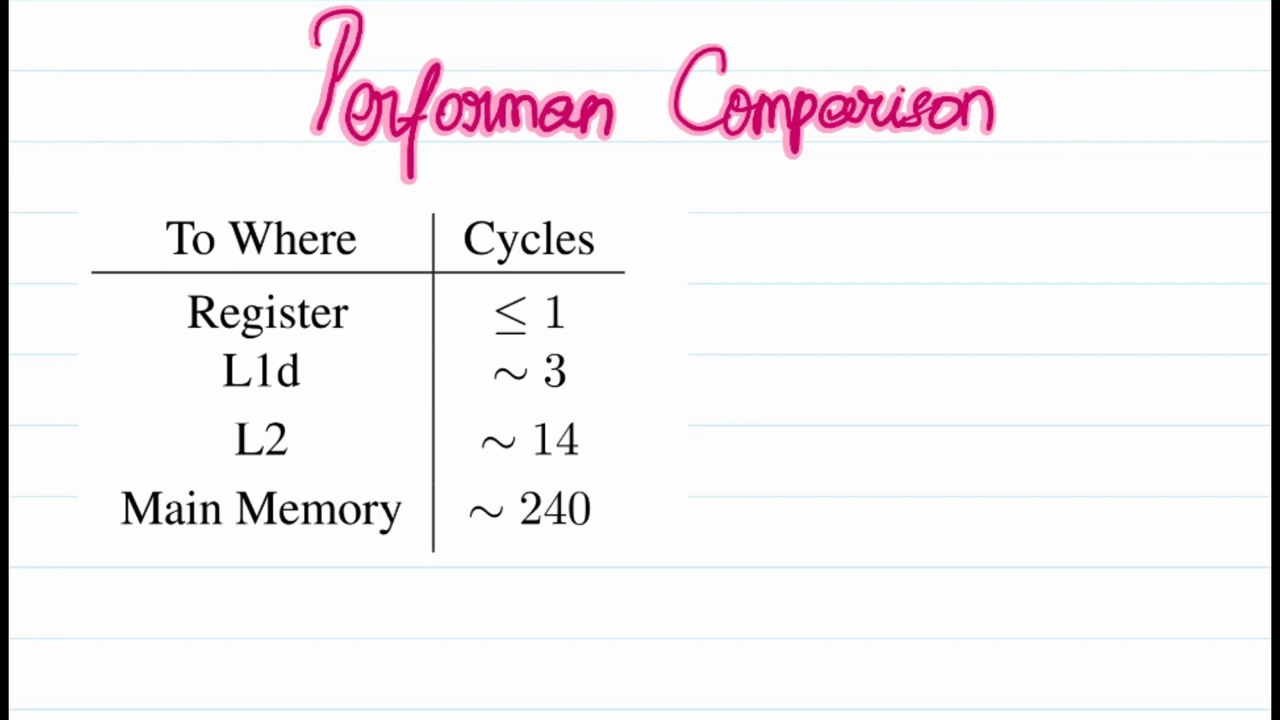 Performan Comparison
To Where Cycles
Register ≤ 1
L1d ∼ 3
L2 ∼ 14
Main Memory ∼ 240